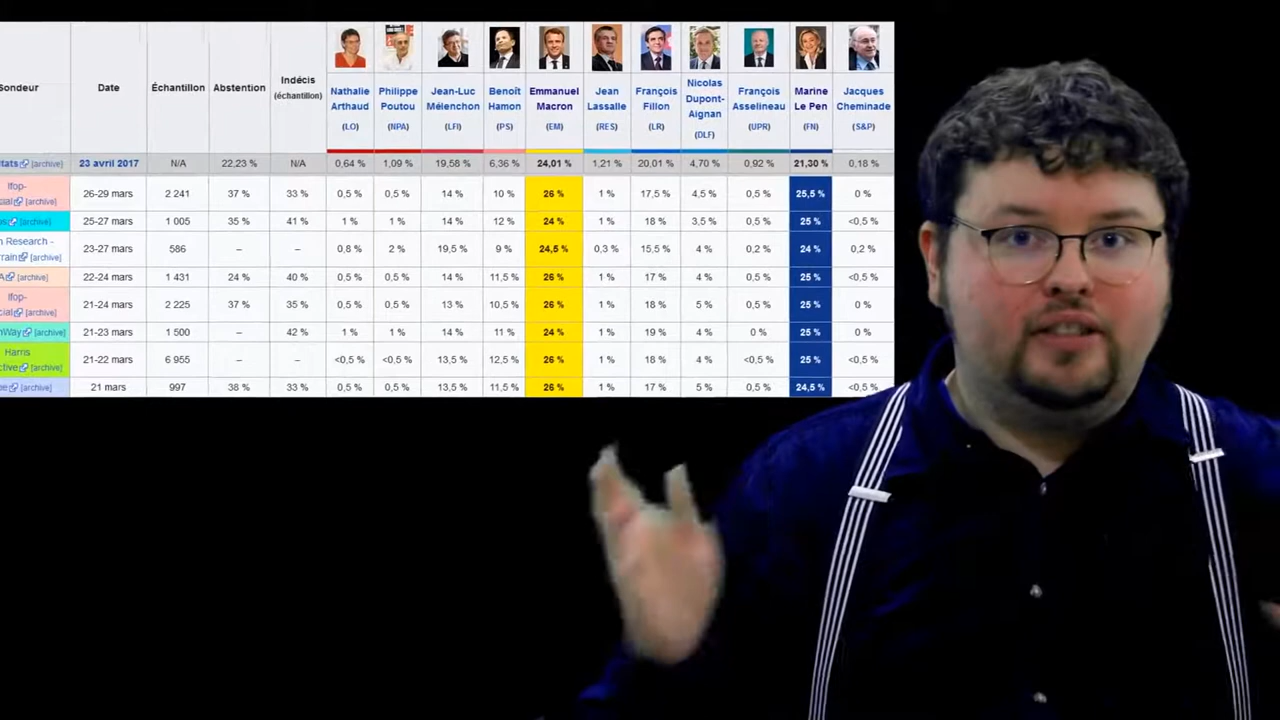 Sondeur Date Échantillon Abstention Indécis (échantillon) Nathalie Arthaud (LO) Philippe Poutou (NPA) Jean-Luc Mélenchon (LFI) Benoît Hamon (PS) Emmanuel Macron (EM) Jean Lassalle (RES) François Fillon (LR) Nicolas Dupont-Aignan (DLF) François Asselineau (UPR) Marine Le Pen (FN) Jacques Cheminade (S&P)
tats [archive] 23 avril 2017 N/A 22,23 % N/A 0,64 % 1,09 % 19,58 % 6,36 % 24,01 % 1,21 % 20,01 % 4.70 % 0,92 % 21,30 % 0,18 %
Ifop-cial [archive] 26-29 mars 2 241 37 % 33 % 0,5 % 0,5 % 14 % 10 % 26 % 1 % 17,5 % 4,5 % 0,5 % 25,5 % 0 %
[archive] 25-27 mars 1 005 35 % 41 % 1 % 1 % 14 % 12 % 24 % 1 % 18 % 3,5 % 0,5 % 25 % <0,5 %
n Research - rrain [archive] 23-27 mars 586 – – 0,8 % 2 % 19,5 % 9 % 24,5 % 0,3 % 15,5 % 4 % 0,2 % 24 % 0,2 %
A [archive] 22-24 mars 1 431 24 % 40 % 0,5 % 0,5 % 14 % 11,5 % 26 % 1 % 17 % 4 % 0,5 % 25 % <0,5 %
Ifop-cial [archive] 21-24 mars 2 225 37 % 35 % 0,5 % 0,5 % 13 % 10,5 % 26 % 1 % 18 % 5 % 0,5 % 25 % 0 %
nWay [archive] 21-23 mars 1 500 – 42 % 1 % 1 % 14 % 11 % 24 % 1 % 19 % 4 % 0 % 25 % 0 %
Harris ctive [archive] 21-22 mars 6 955 – – <0,5 % <0,5 % 13,5 % 12,5 % 26 % 1 % 18 % 4 % <0,5 % 25 % <0,5 %
[archive] 21 mars 997 38 % 33 % 0,5 % 0,5 % 13,5 % 11,5 % 26 % 1 % 17 % 5 % 0,5 % 24,5 % <0,5 %